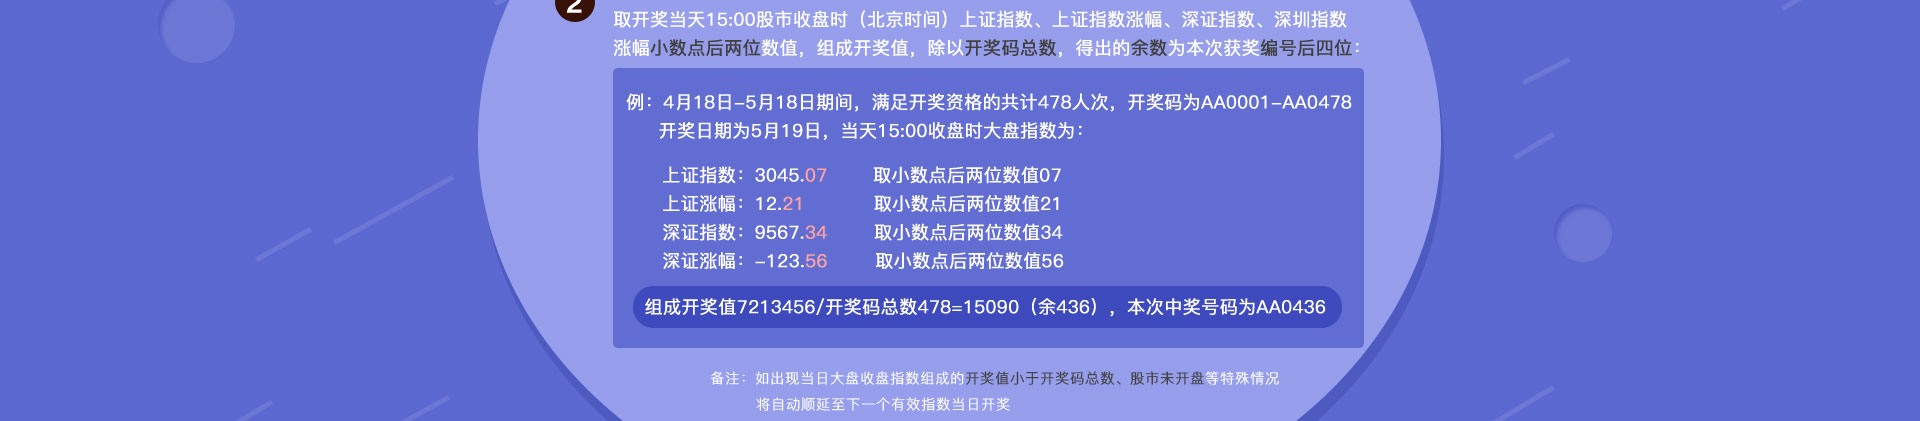 2
取开奖当天15:00股市收盘时（北京时间）上证指数、上证指数涨幅、深证指数、深圳指数
涨幅小数点后两位数值，组成开奖值，除以开奖码总数，得出的余数为本次获奖编号后四位：
例：4月18日-5月18日期间，满足开奖资格的共计478人次，开奖码为AA0001-AA0478
开奖日期为5月19日，当天15:00收盘时大盘指数为：
上证指数：3045.07 取小数点后两位数值07
上证涨幅：12.21 取小数点后两位数值21
深证指数：9567.34 取小数点后两位数值34
深证涨幅：-123.56 取小数点后两位数值56
组成开奖值7213456/开奖码总数478=15090（余436），本次中奖号码为AA0436
备注：如出现当日大盘收盘指数组成的开奖值小于开奖码总数、股市未开盘等特殊情况
将自动顺延至下一个有效指数当日开奖